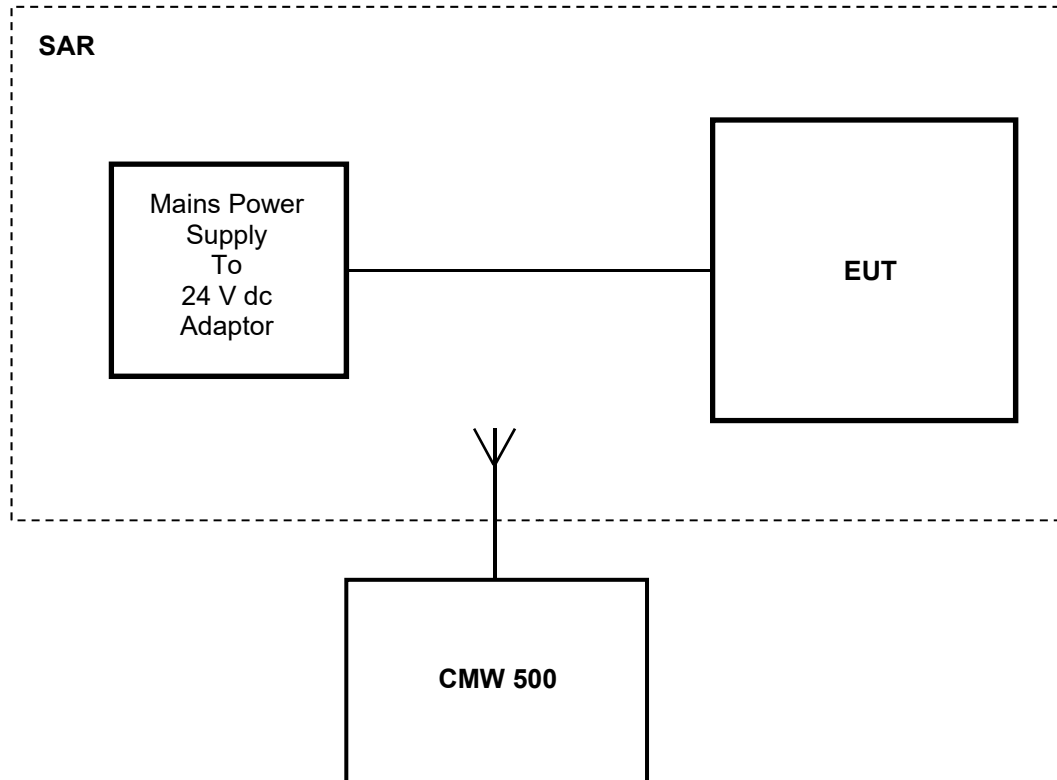 SAR
Mains Power
Supply
To
24 V dc
Adaptor
EUT
CMW 500